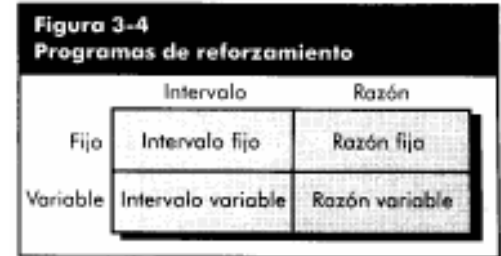 Figura 3-4
Programas de reforzamiento
Intervalo Razón
Fijo Intervalo fijo Razón fija
Variable Intervalo variable Razón variable